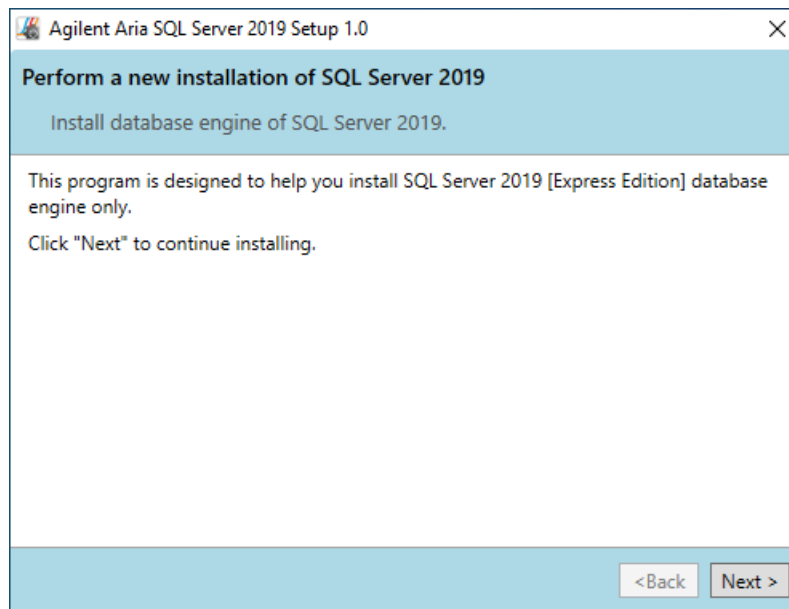 Agilent Aria SQL Server 2019 Setup 1.0
Perform a new installation of SQL Server 2019
Install database engine of SQL Server 2019.
This program is designed to help you install SQL Server 2019 [Express Edition] database
engine only.
Click "Next" to continue installing.
<Back Next >